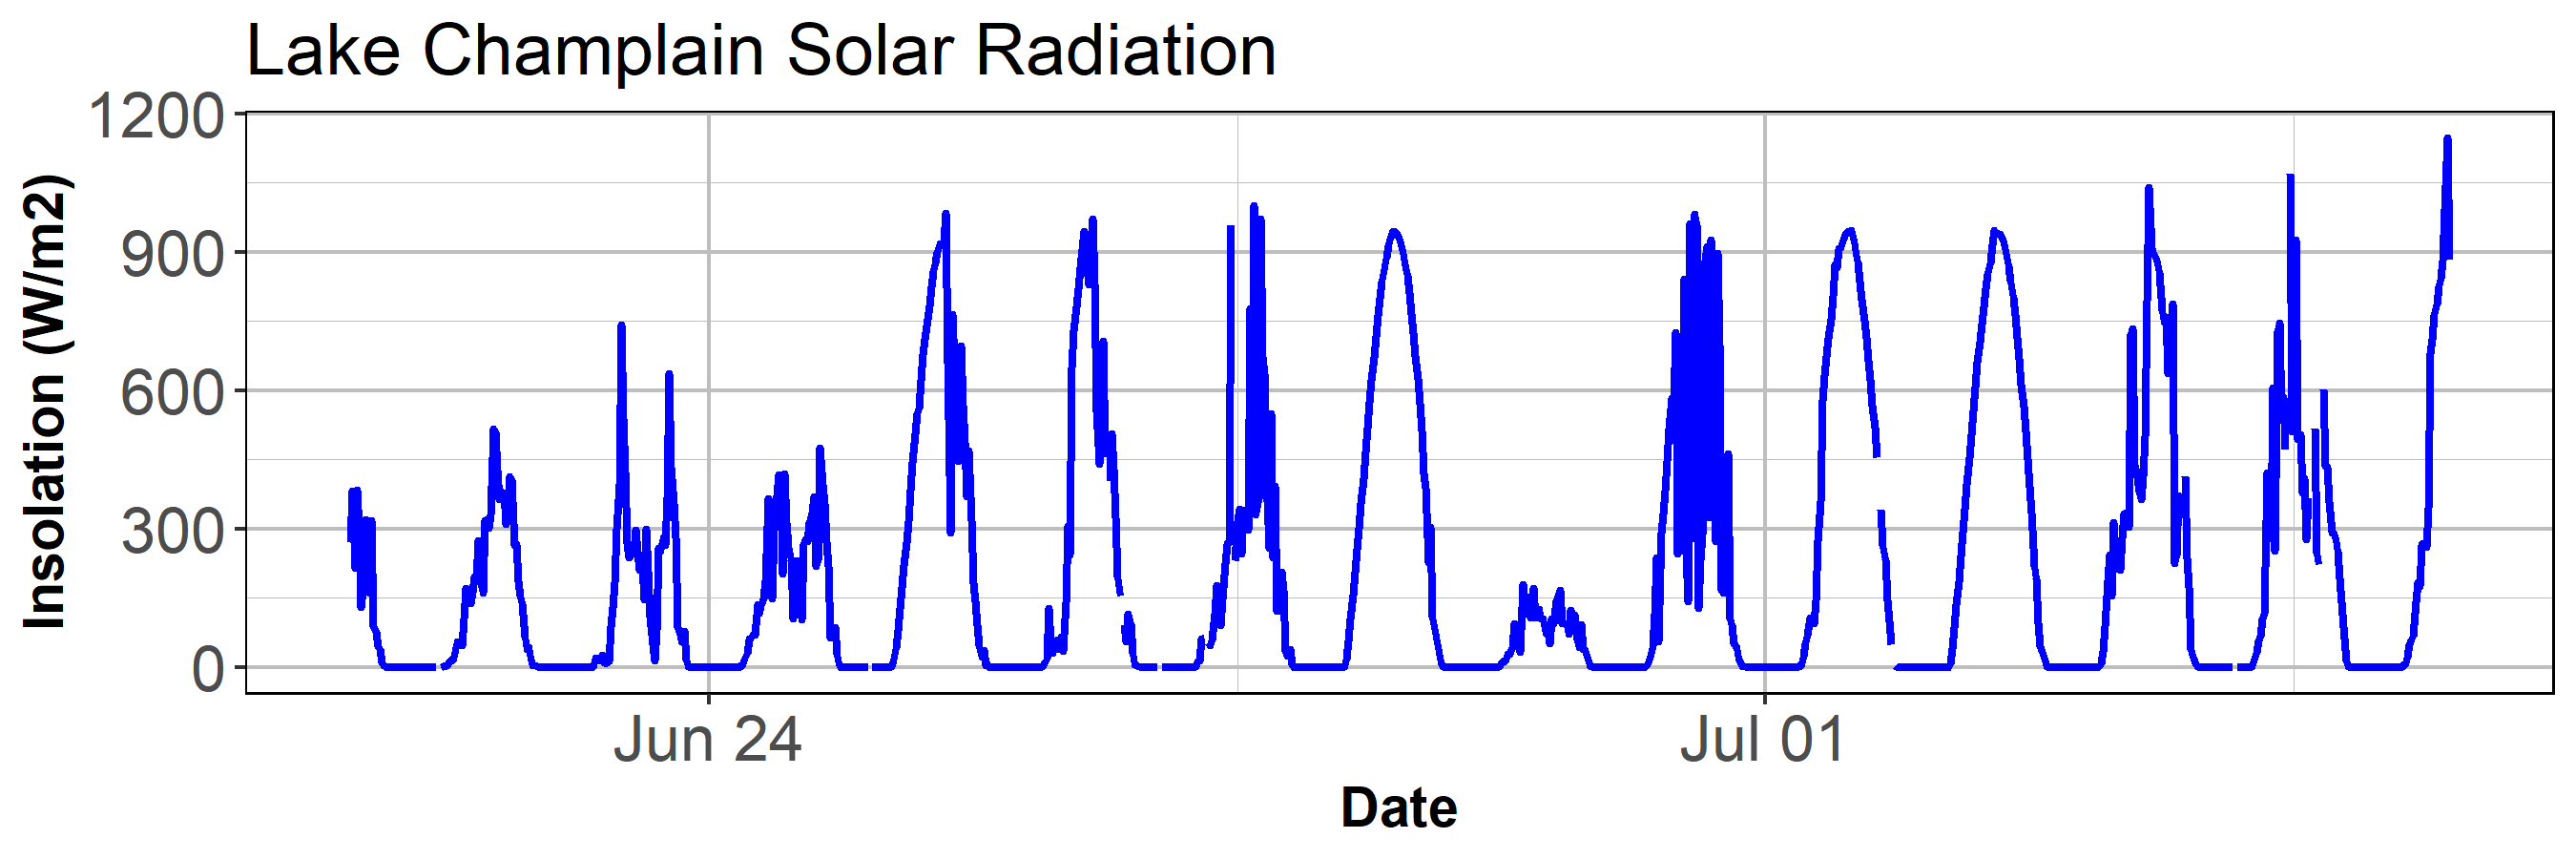 Lake Champlain Solar Radiation
1200
900
600
300
0
Insolation (W/m2)
Jun 24
Jul 01
Date